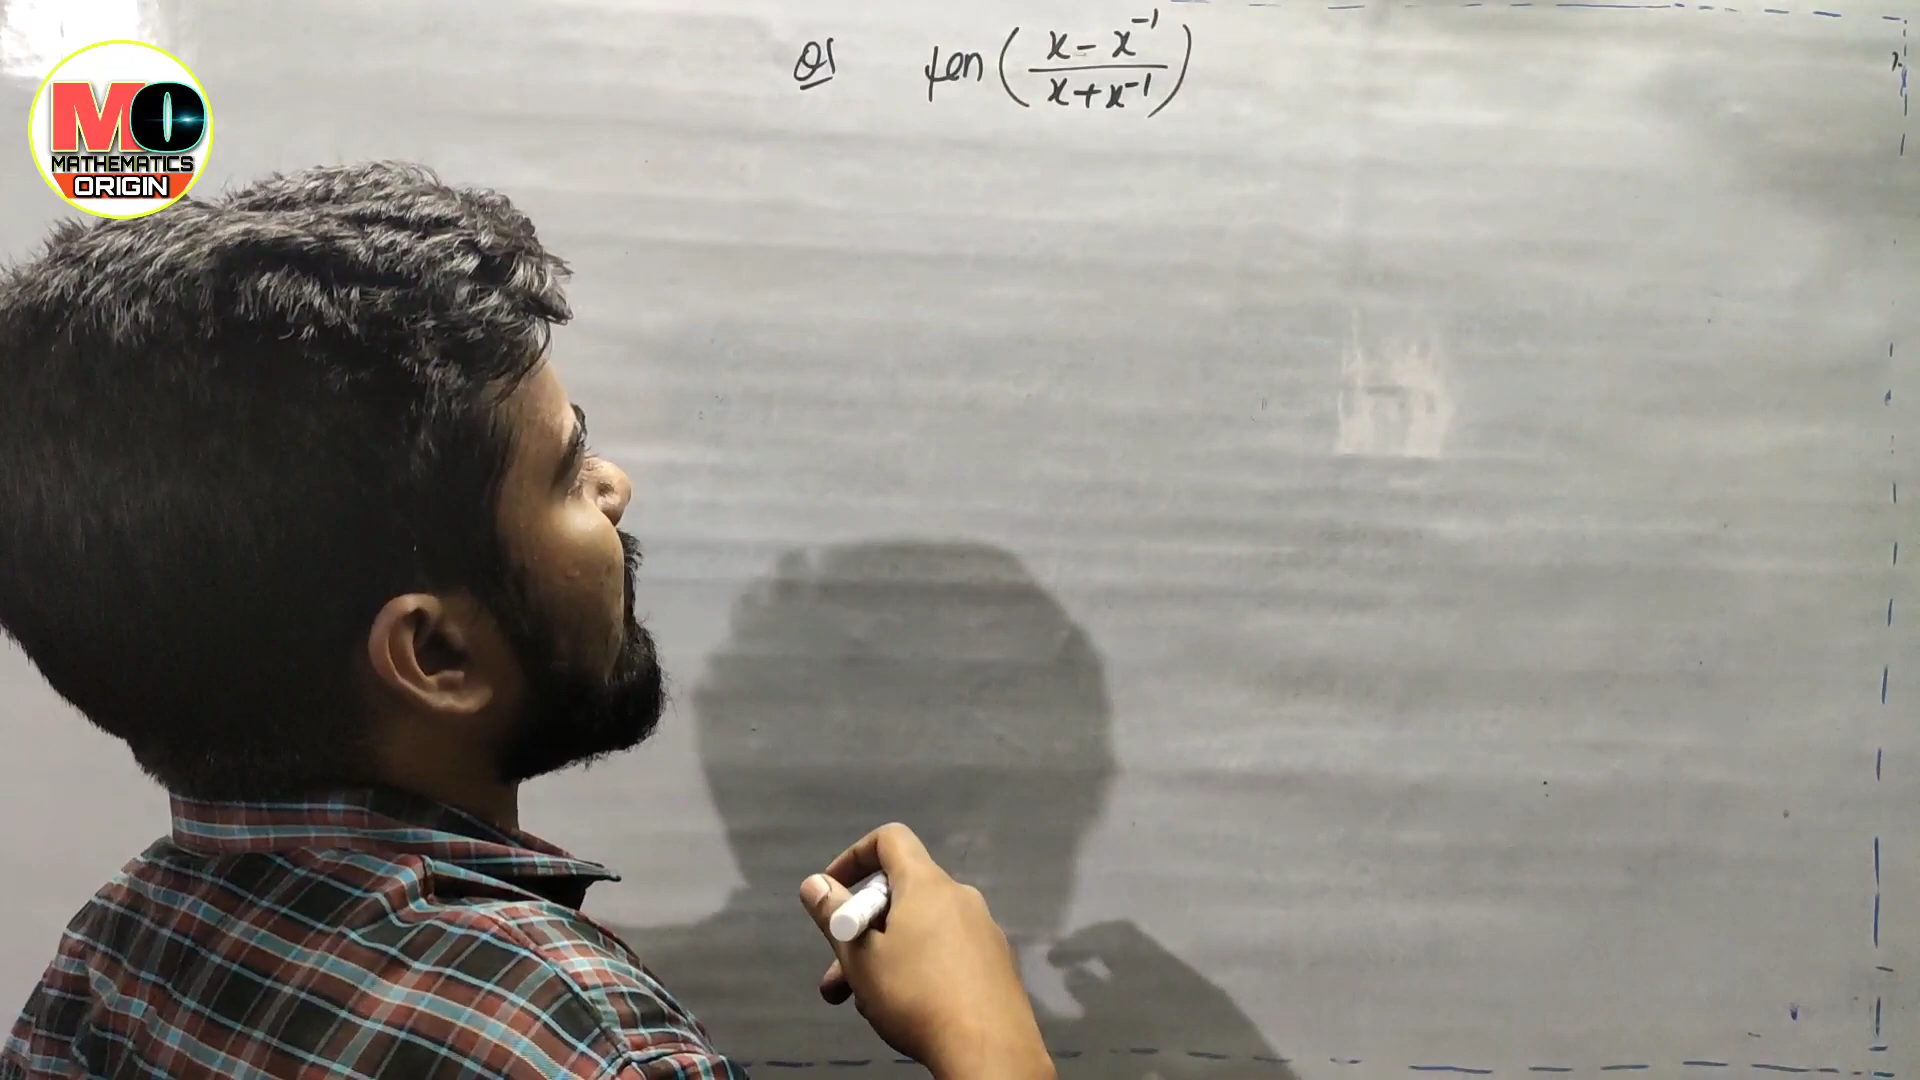 MO
MATHEMATICS
ORIGIN
Q1 tan ( (x - x⁻¹) / (x + x⁻¹) )